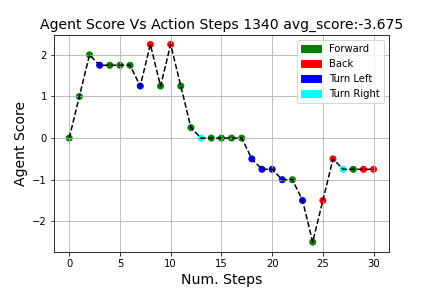 Agent Score Vs Action Steps 1340 avg_score:-3.675
Agent Score
2
1
0
−1
−2
Forward
Back
Turn Left
Turn Right
0 5 10 15 20 25 30
Num. Steps